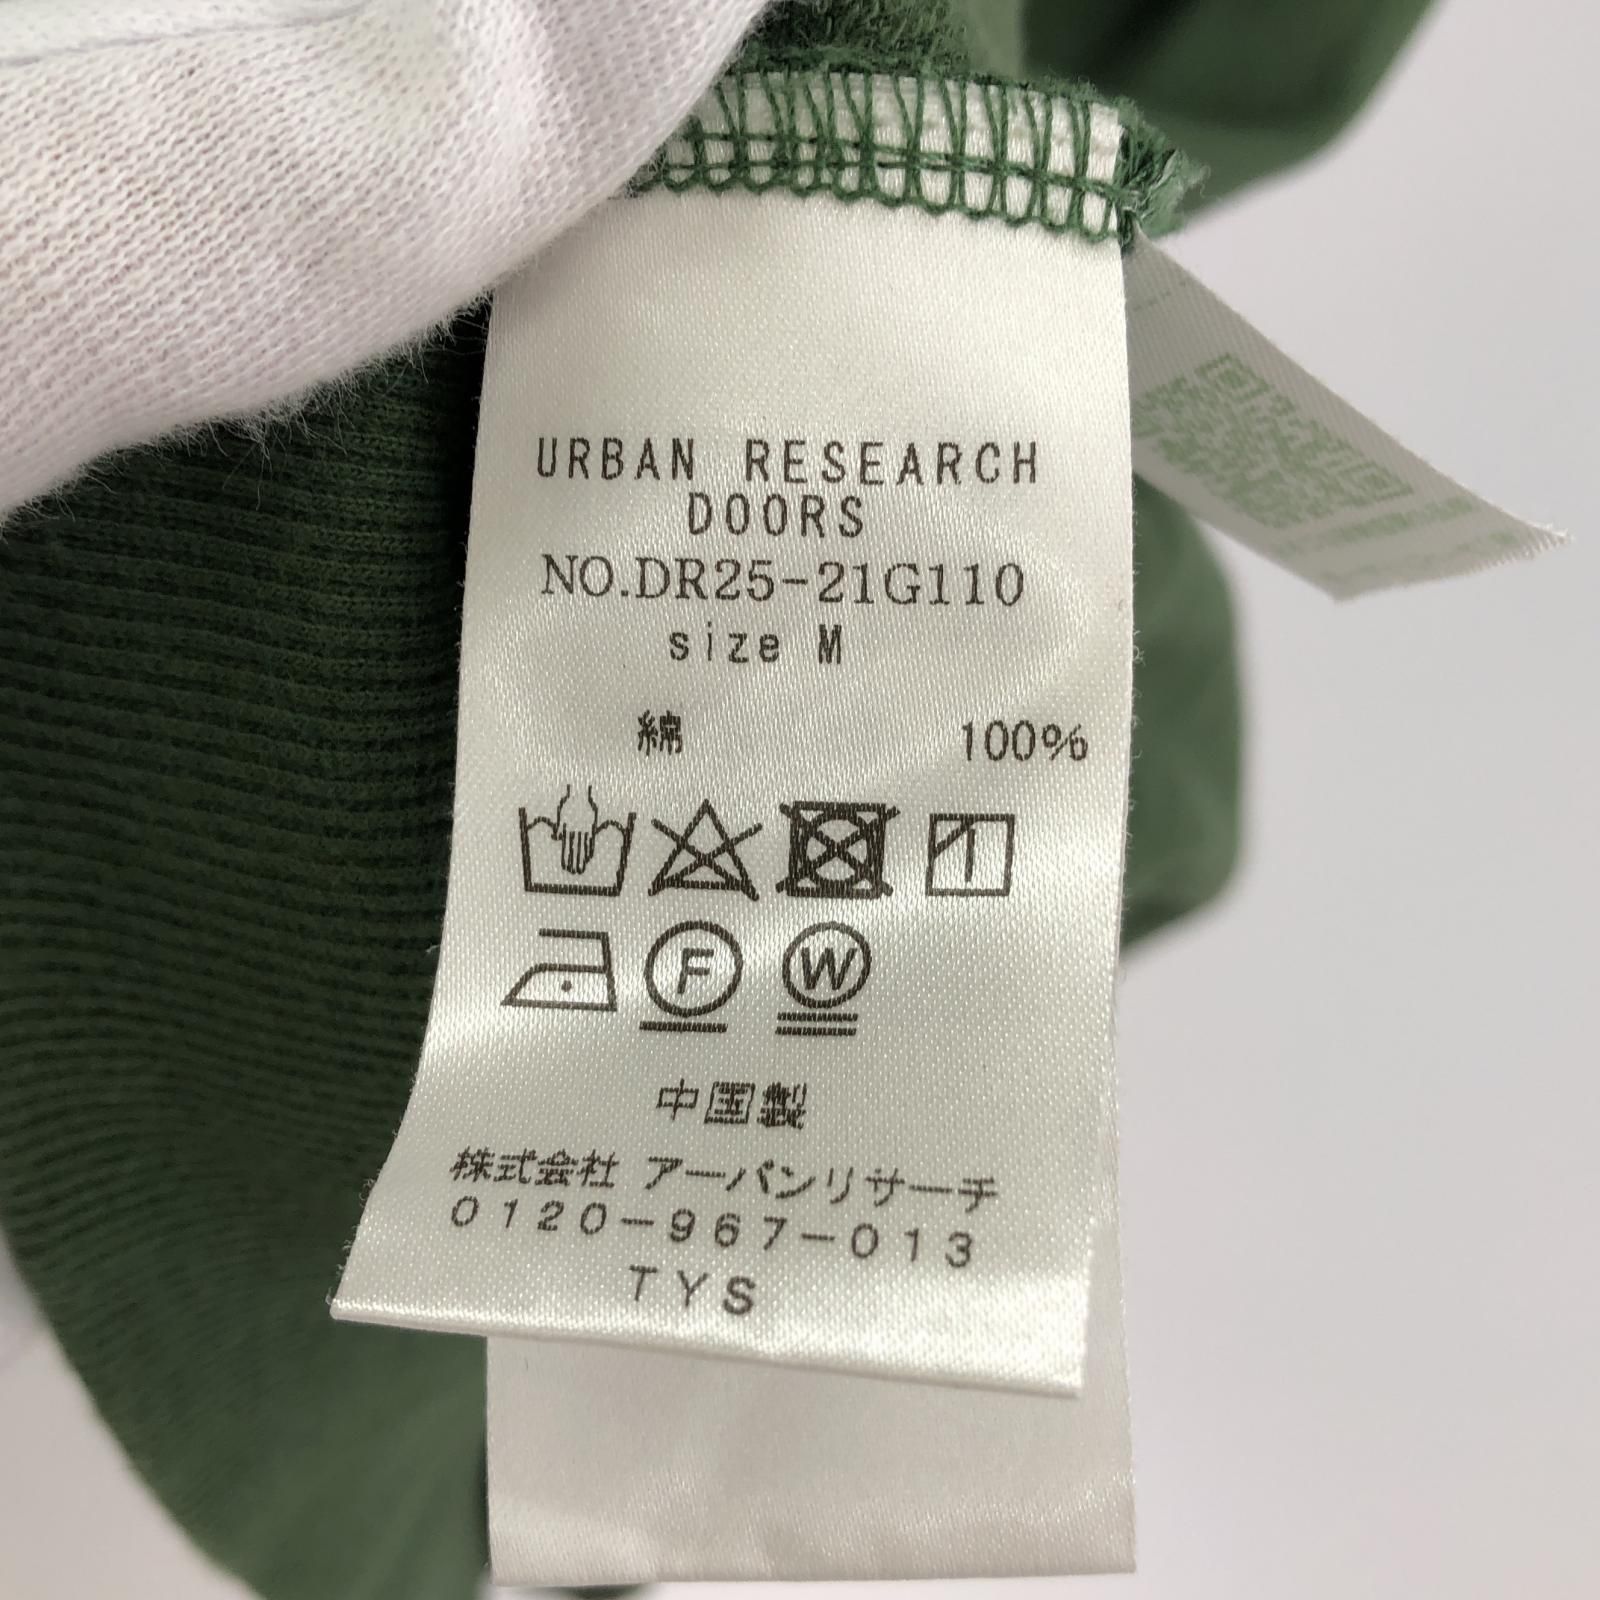 URBAN RESEARCH
DOORS
NO.DR25-21G110
size M
綿 100%
F W
中国製
株式会社 アーバンリサーチ
0120-967-013
TYS